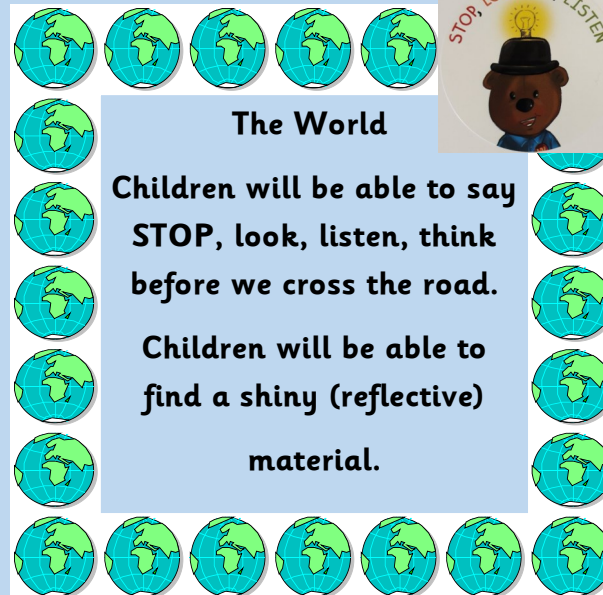 STOP,
LISTEN
The World
Children will be able to say
STOP, look, listen, think
before we cross the road.
Children will be able to
find a shiny (reflective)
material.